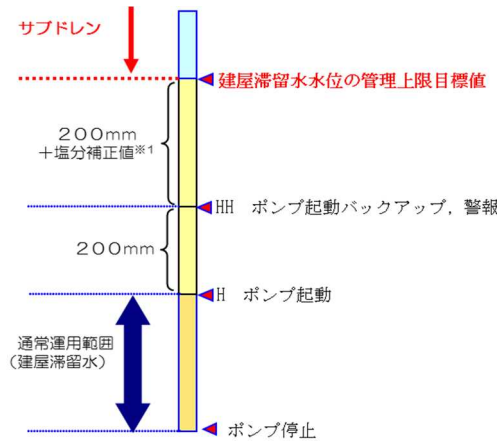 サブドレン
建屋滞留水水位の管理上限目標値
200mm
+塩分補正値※1
HH ポンプ起動バックアップ，警報
200mm
H ポンプ起動
通常運用範囲
（建屋滞留水）
ポンプ停止